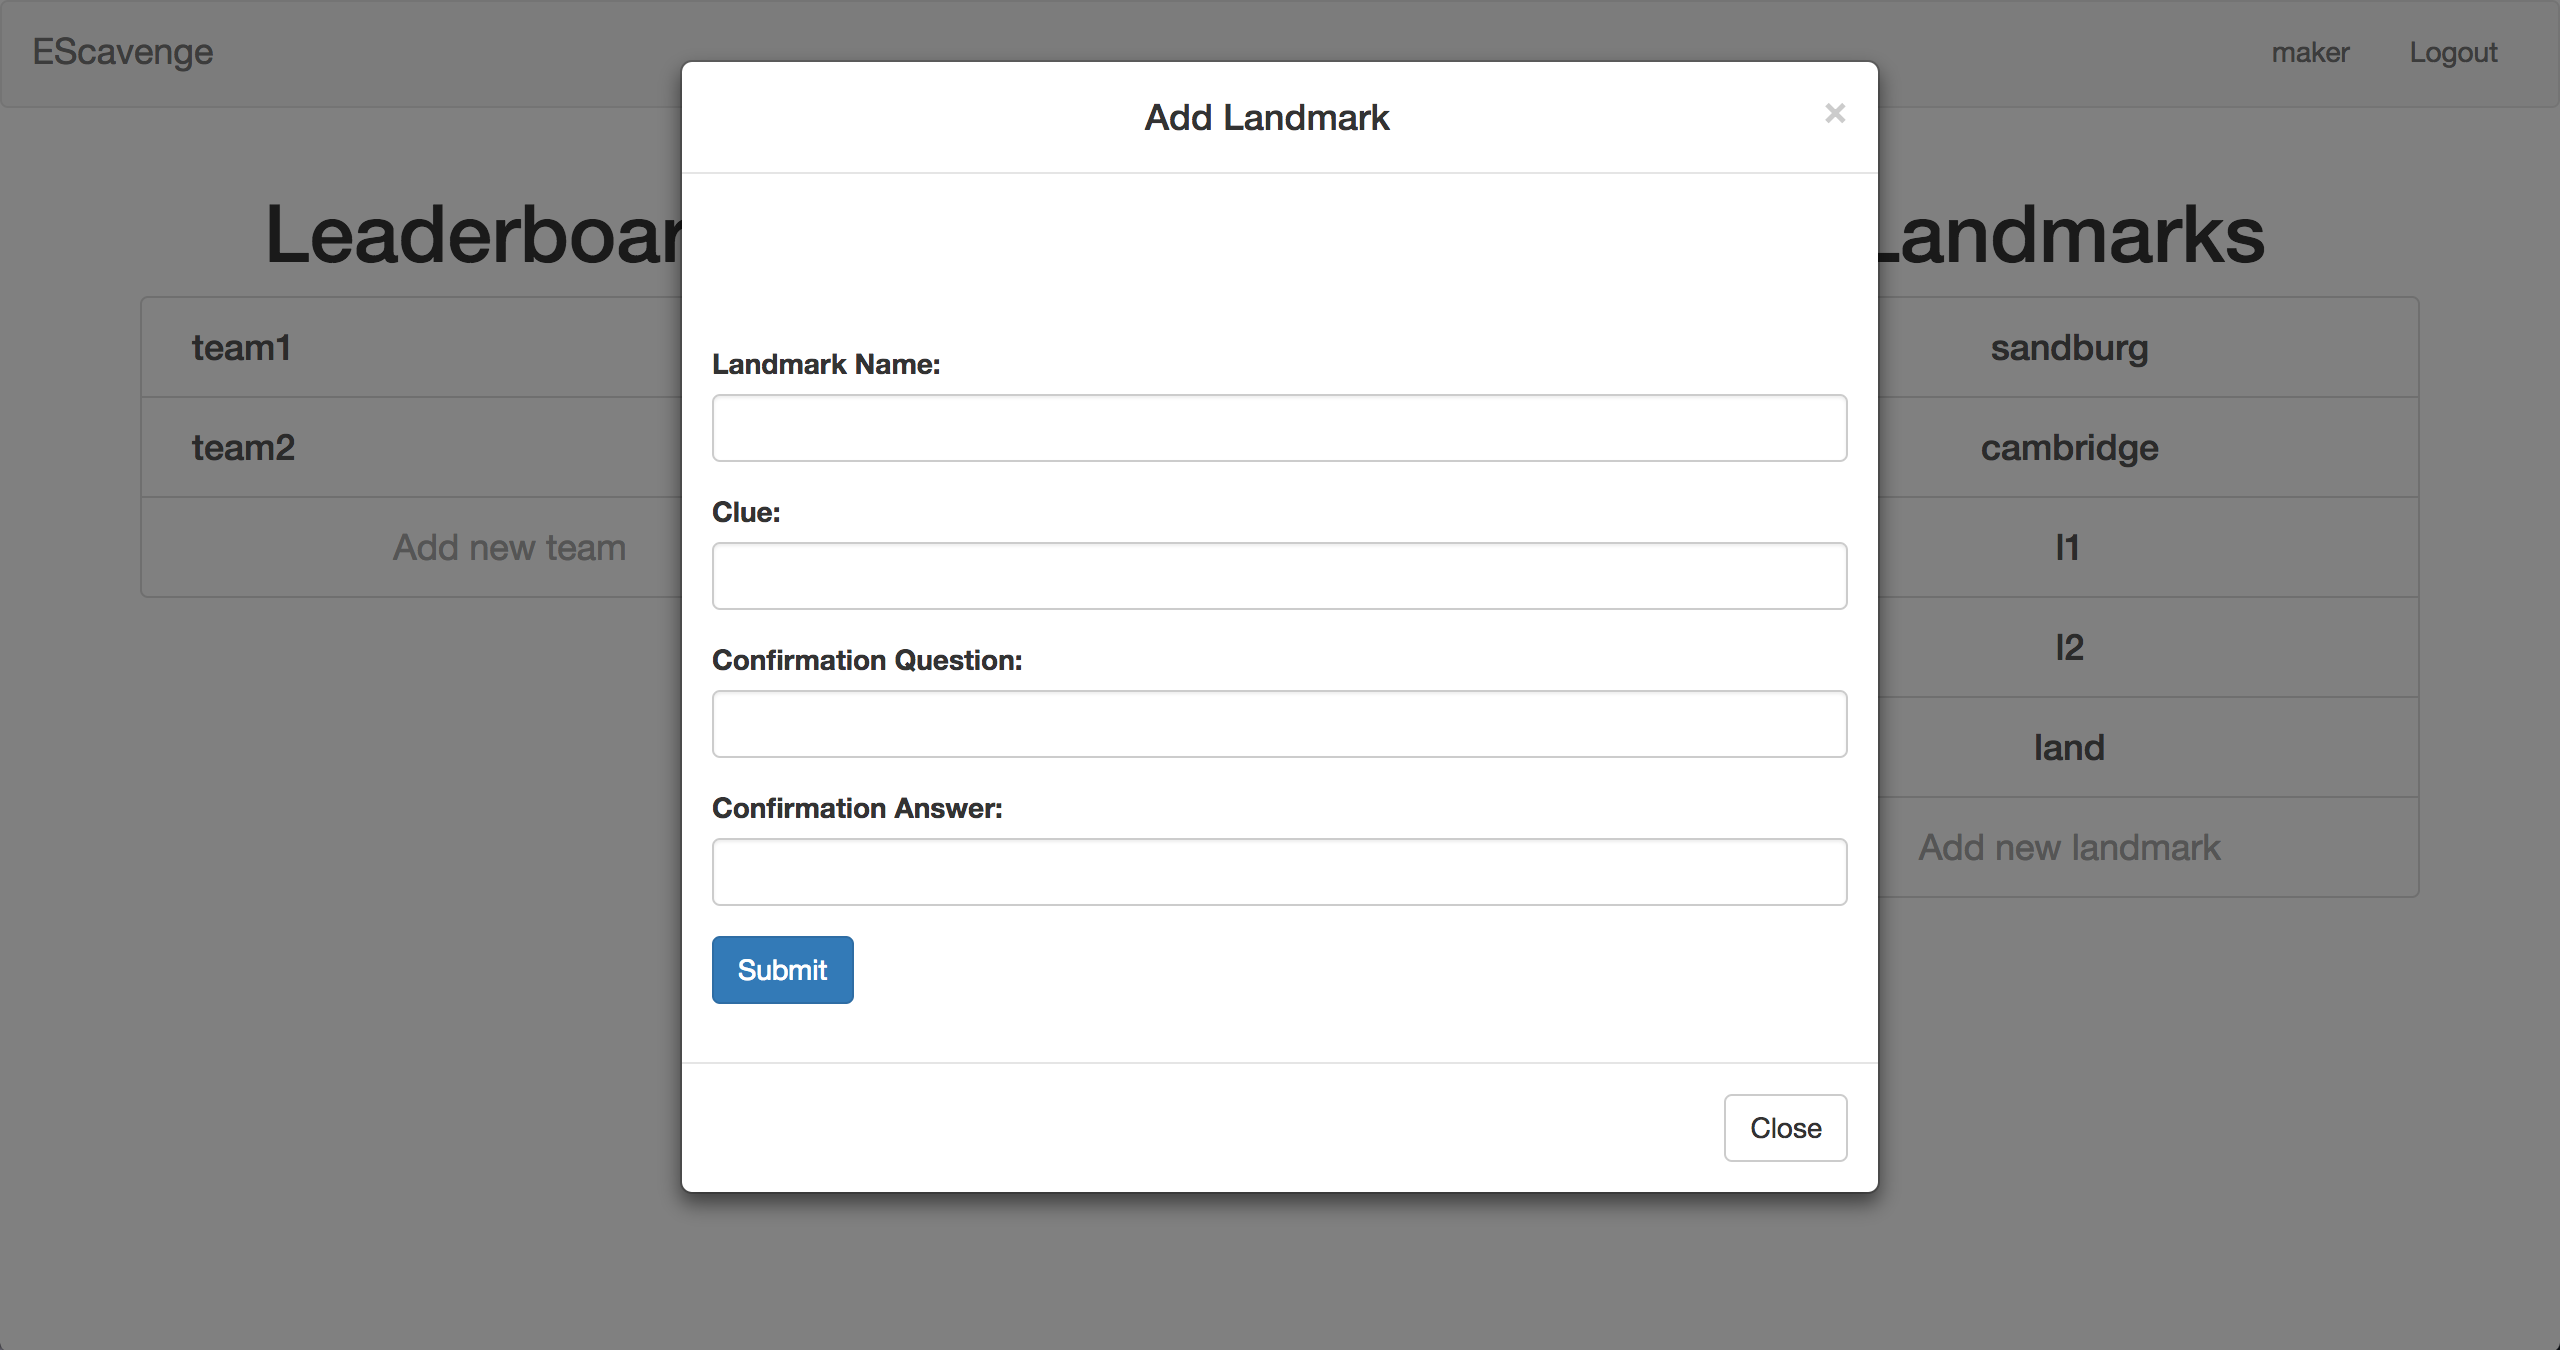 EScavenge
maker
Logout
Add Landmark
×
Leaderboar
Landmarks
team1
team2
Add new team
Landmark Name:
Clue:
Confirmation Question:
Confirmation Answer:
Submit
Close
sandburg
cambridge
l1
l2
land
Add new landmark